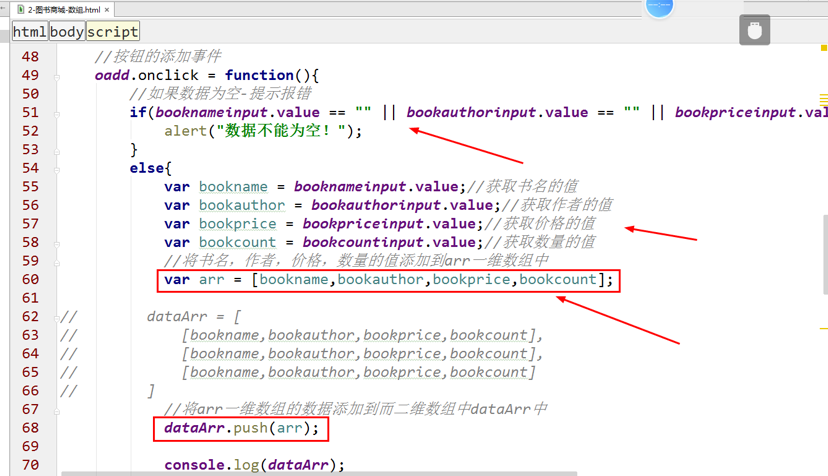 2-图书商城-数组.html
html body script
48 //按钮的添加事件
49 oadd.onclick = function(){
50 //如果数据为空-提示报错
51 if(booknameinput.value == "" || bookauthorinput.value == "" || bookpriceinput.val
52 alert("数据不能为空！");
53 }
54 else{
55 var bookname = booknameinput.value;//获取书名的值
56 var bookauthor = bookauthorinput.value;//获取作者的值
57 var bookprice = bookpriceinput.value;//获取价格的值
58 var bookcount = bookcountinput.value;//获取数量的值
59 //将书名，作者，价格，数量的值添加到arr一维数组中
60 var arr = [bookname,bookauthor,bookprice,bookcount];
61
62 // dataArr = [
63 // [bookname,bookauthor,bookprice,bookcount],
64 // [bookname,bookauthor,bookprice,bookcount],
65 // [bookname,bookauthor,bookprice,bookcount]
66 // ]
67 //将arr一维数组的数据添加到而二维数组中dataArr中
68 dataArr.push(arr);
69
70 console.log(dataArr);